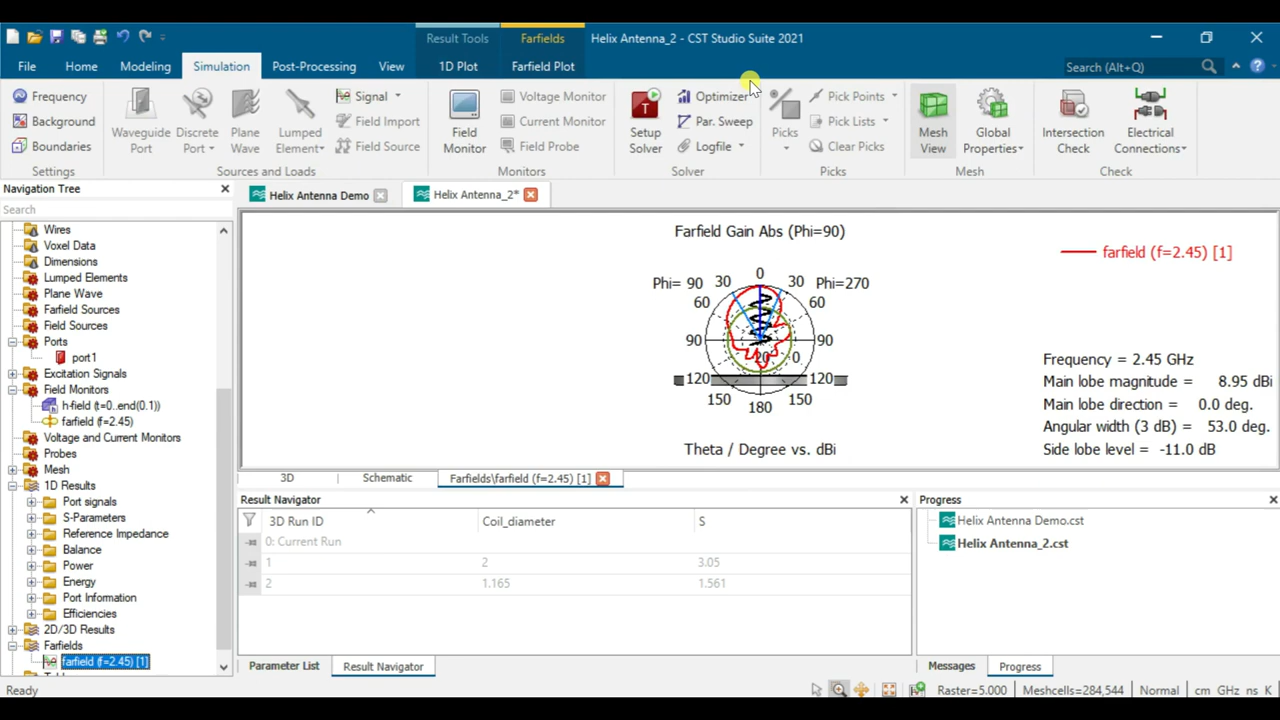 Result Tools Farfields Helix Antenna_2 - CST Studio Suite 2021
File Home Modeling Simulation Post-Processing View 1D Plot Farfield Plot Search (Alt+Q)
Frequency
Background
Boundaries
Settings
Waveguide Port
Discrete Port
Plane Wave
Lumped Element
Signal
Field Import
Field Source
Sources and Loads
Field Monitor
Voltage Monitor
Current Monitor
Field Probe
Monitors
Setup Solver
Optimizer
Par. Sweep
Logfile
Solver
Picks
Pick Points
Pick Lists
Clear Picks
Picks
Mesh View
Global Properties
Mesh
Intersection Check
Electrical Connections
Check
Navigation Tree
Search
Wires
Voxel Data
Dimensions
Lumped Elements
Plane Wave
Farfield Sources
Field Sources
Ports
port1
Excitation Signals
Field Monitors
h-field (t=0..end(0.1))
farfield (f=2.45)
Voltage and Current Monitors
Probes
Mesh
1D Results
Port signals
S-Parameters
Reference Impedance
Balance
Power
Energy
Port Information
Efficiencies
2D/3D Results
Farfields
farfield (f=2.45) [1]
Helix Antenna Demo
Helix Antenna_2*
Farfield Gain Abs (Phi=90)
farfield (f=2.45) [1]
0
Phi= 90 30 30 Phi=270
60 60
90 90
20 0
120 120
150 150
180
Theta / Degree vs. dBi
Frequency = 2.45 GHz
Main lobe magnitude = 8.95 dBi
Main lobe direction = 0.0 deg.
Angular width (3 dB) = 53.0 deg.
Side lobe level = -11.0 dB
3D Schematic Farfields\farfield (f=2.45) [1]
Result Navigator
3D Run ID Coil_diameter S
0: Current Run
1 2 3.05
2 1.165 1.561
Parameter List Result Navigator
Progress
Helix Antenna Demo.cst
Helix Antenna_2.cst
Messages Progress
Ready Raster=5.000 Meshcells=284,544 Normal cm GHz ns K